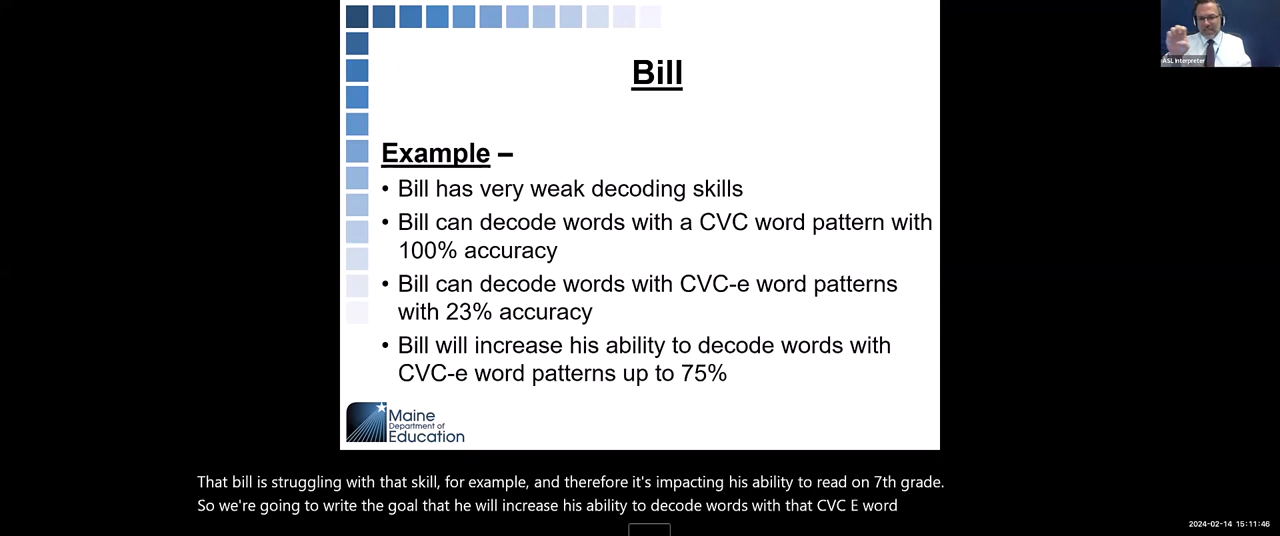 Bill
Example –
• Bill has very weak decoding skills
• Bill can decode words with a CVC word pattern with
100% accuracy
• Bill can decode words with CVC-e word patterns
with 23% accuracy
• Bill will increase his ability to decode words with
CVC-e word patterns up to 75%
Maine
Department of
Education
ASL Interpreter
That bill is struggling with that skill, for example, and therefore it's impacting his ability to read on 7th grade.
So we're going to write the goal that he will increase his ability to decode words with that CVC E word
2024-02-14 15:11:46